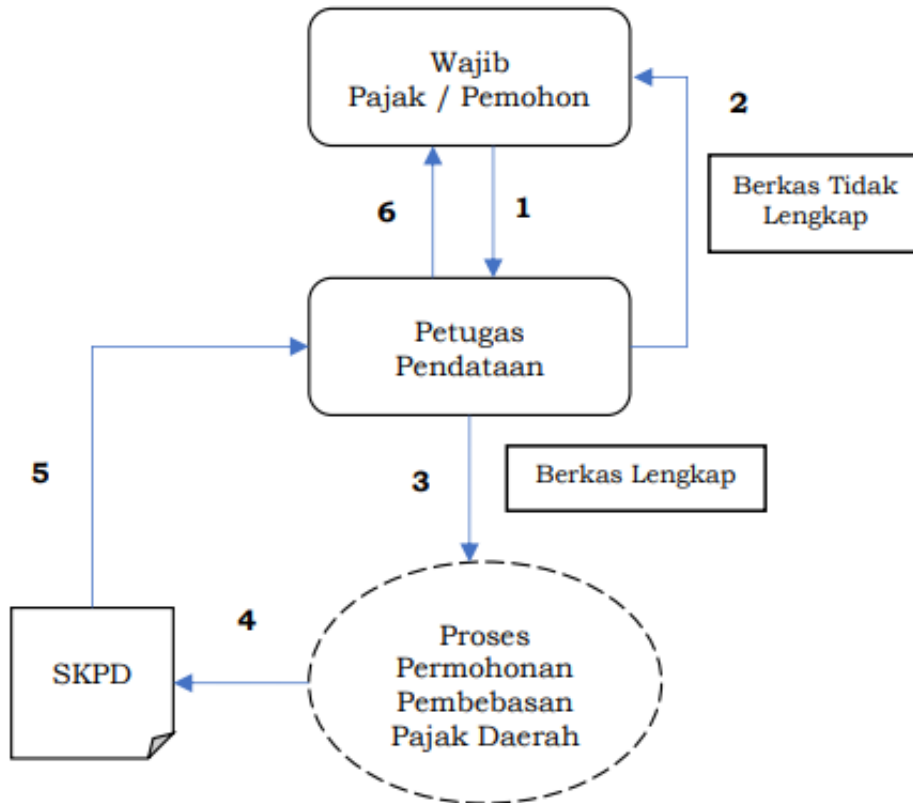 Wajib
Pajak / Pemohon
2
Berkas Tidak
Lengkap
6
1
Petugas
Pendataan
5
3
Berkas Lengkap
4
SKPD
Proses
Permohonan
Pembebasan
Pajak Daerah